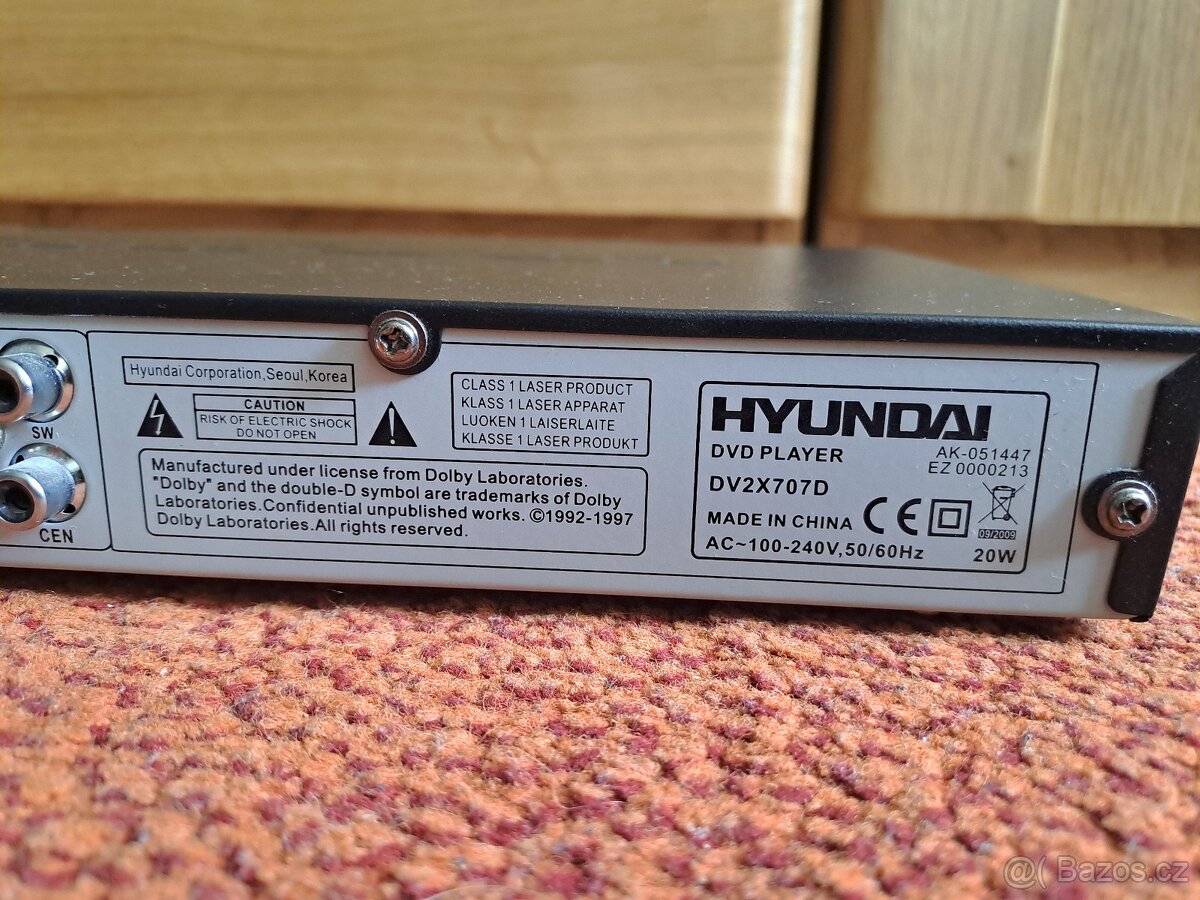 SW
CEN
Hyundai Corporation,Seoul,Korea
CAUTION
RISK OF ELECTRIC SHOCK
DO NOT OPEN
CLASS 1 LASER PRODUCT
KLASS 1 LASER APPARAT
LUOKEN 1 LAISERLAITE
KLASSE 1 LASER PRODUKT
Manufactured under license from Dolby Laboratories.
"Dolby" and the double-D symbol are trademarks of Dolby
Laboratories.Confidential unpublished works. ©1992-1997
Dolby Laboratories.All rights reserved.
HYUNDAI
DVD PLAYER AK-051447
EZ 0000213
DV2X707D
MADE IN CHINA CE 09/2009
AC~100-240V,50/60Hz 20W
Bazos.cz